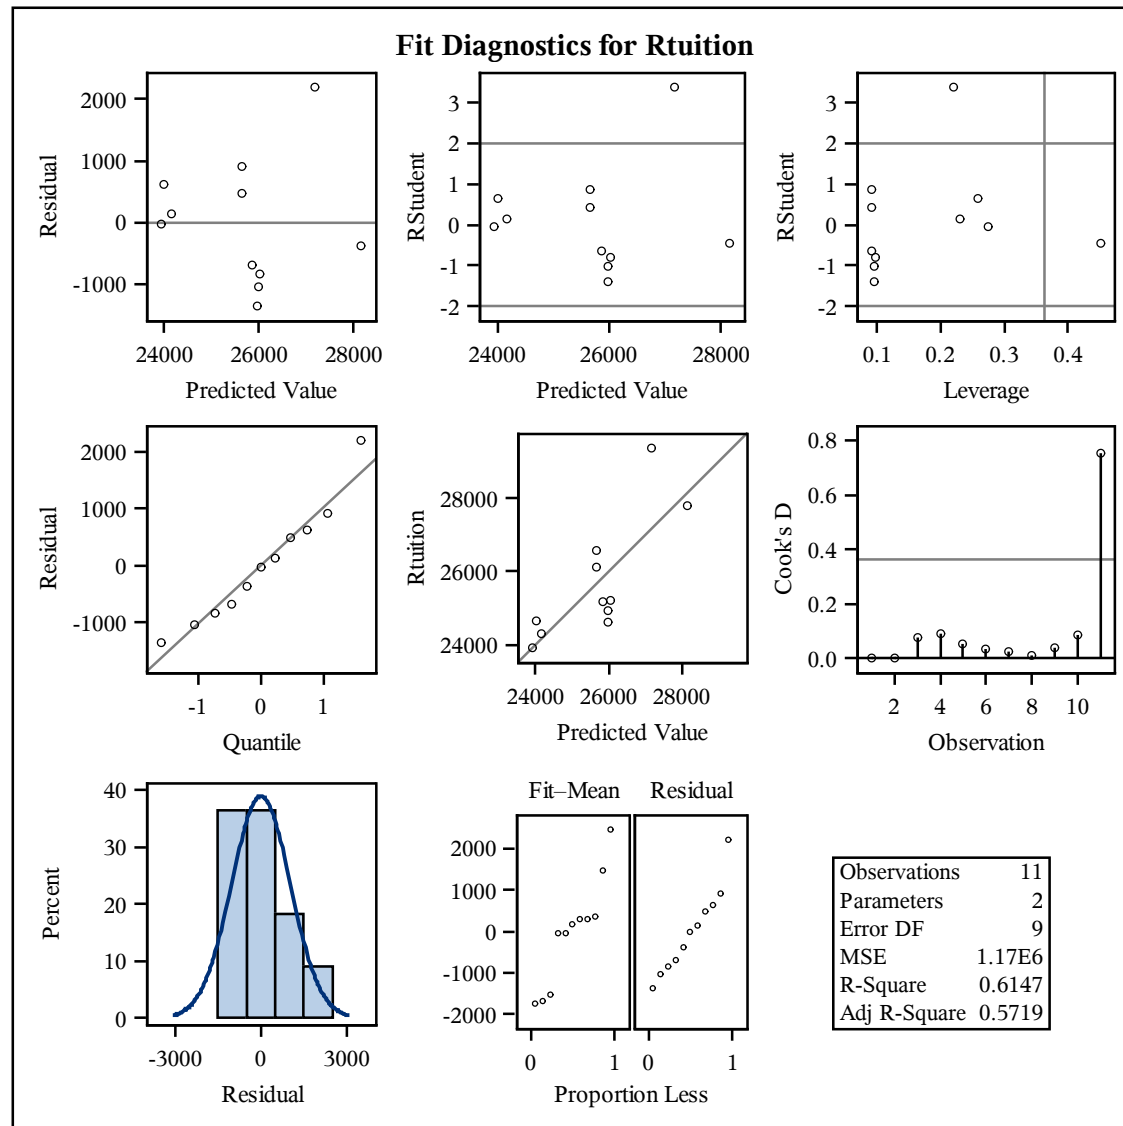 Fit Diagnostics for Rtuition
2000
1000
0
-1000
Residual
24000 26000 28000
Predicted Value
3
2
1
0
-1
-2
RStudent
24000 26000 28000
Predicted Value
3
2
1
0
-1
-2
RStudent
0.1 0.2 0.3 0.4
Leverage
2000
1000
0
-1000
Residual
-1 0 1
Quantile
28000
26000
24000
Rtuition
24000 26000 28000
Predicted Value
0.8
0.6
0.4
0.2
0.0
Cook's D
2 4 6 8 10
Observation
40
30
20
10
0
Percent
-3000 0 3000
Residual
Fit–Mean Residual
2000
1000
0
-1000
-2000
0 1 0 1
Proportion Less
Observations 11
Parameters 2
Error DF 9
MSE 1.17E6
R-Square 0.6147
Adj R-Square 0.5719